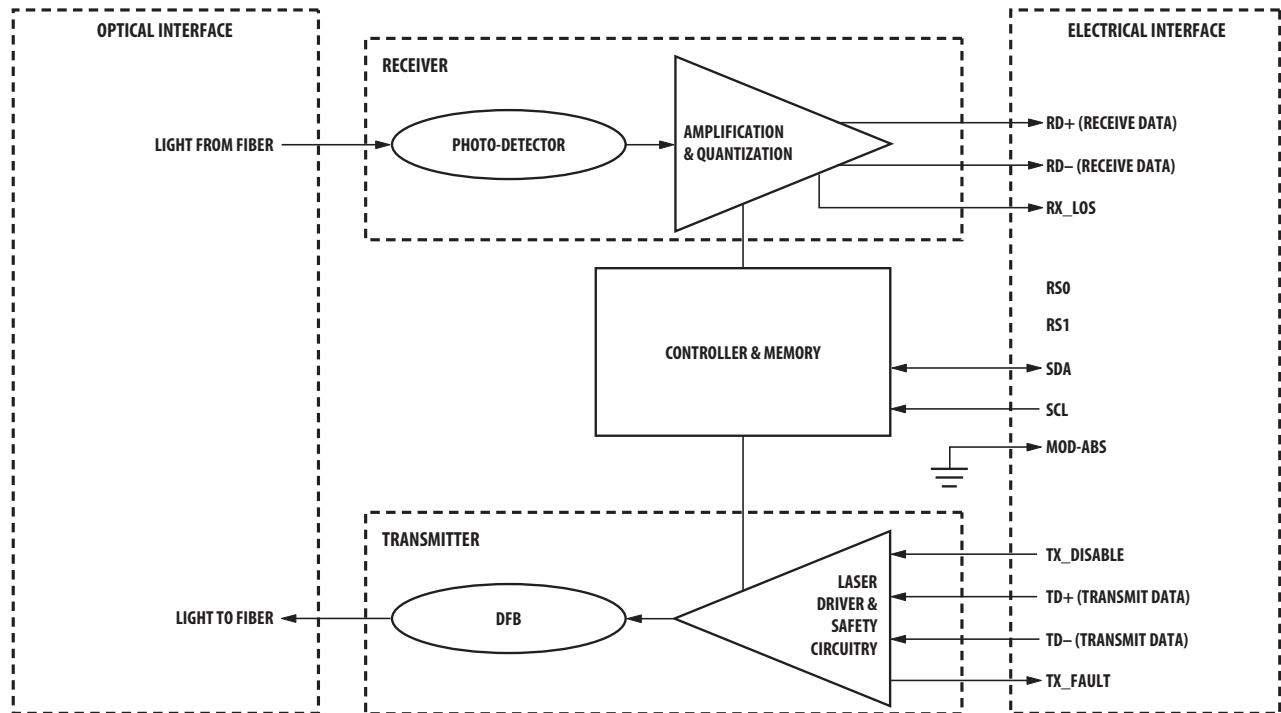 OPTICAL INTERFACE
ELECTRICAL INTERFACE
RECEIVER
LIGHT FROM FIBER
PHOTO-DETECTOR
AMPLIFICATION
& QUANTIZATION
RD+ (RECEIVE DATA)
RD– (RECEIVE DATA)
RX_LOS
CONTROLLER & MEMORY
RS0
RS1
SDA
SCL
MOD-ABS
TRANSMITTER
LIGHT TO FIBER
DFB
LASER
DRIVER &
SAFETY
CIRCUITRY
TX_DISABLE
TD+ (TRANSMIT DATA)
TD– (TRANSMIT DATA)
TX_FAULT